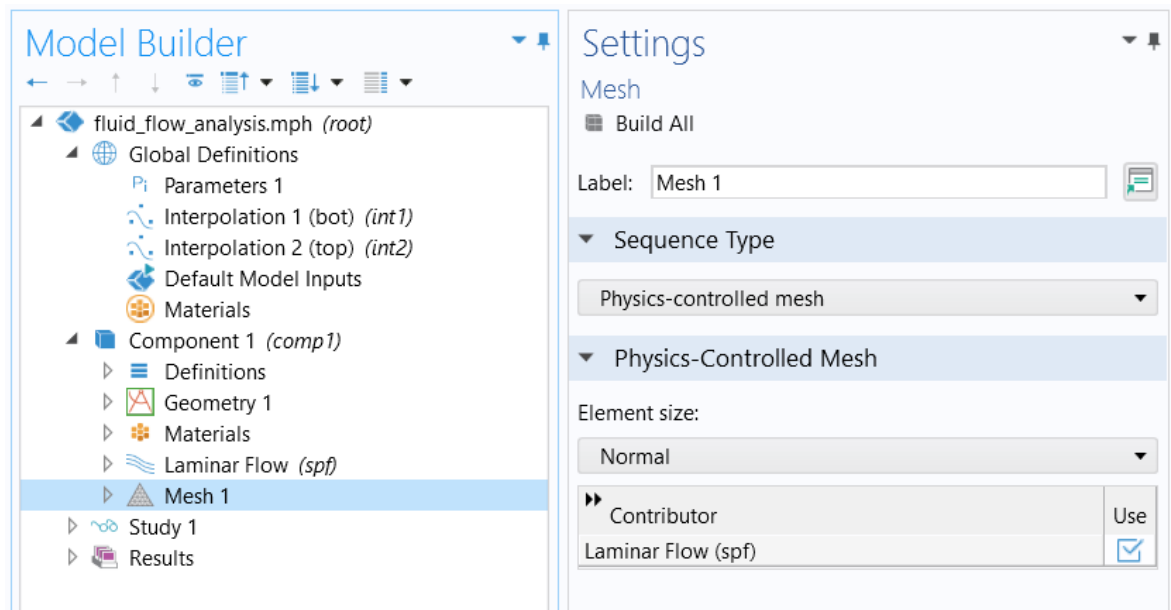 Model Builder
fluid_flow_analysis.mph (root)
Global Definitions
Pi Parameters 1
Interpolation 1 (bot) (int1)
Interpolation 2 (top) (int2)
Default Model Inputs
Materials
Component 1 (comp1)
Definitions
Geometry 1
Materials
Laminar Flow (spf)
Mesh 1
Study 1
Results
Settings
Mesh
Build All
Label: Mesh 1
Sequence Type
Physics-controlled mesh
Physics-Controlled Mesh
Element size:
Normal
Contributor Use
Laminar Flow (spf)